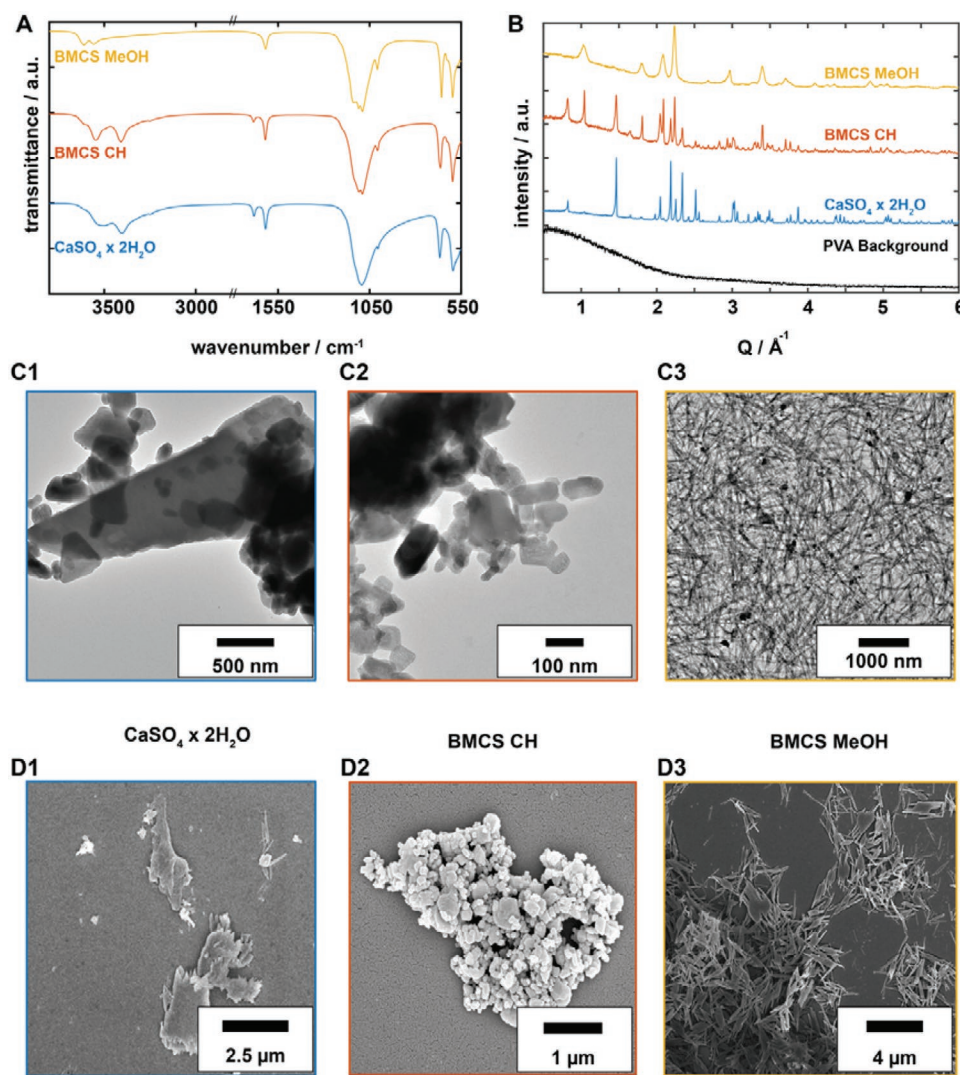 A
BMCS MeOH
BMCS CH
CaSO₄ x 2H₂O
transmittance / a.u.
3500 3000 1550 1050 550
wavenumber / cm⁻¹
B
BMCS MeOH
BMCS CH
CaSO₄ x 2H₂O
PVA Background
intensity / a.u.
1 2 3 4 5 6
Q / Å⁻¹
C1
500 nm
C2
100 nm
C3
1000 nm
CaSO₄ x 2H₂O
BMCS CH
BMCS MeOH
D1
2.5 µm
D2
1 µm
D3
4 µm